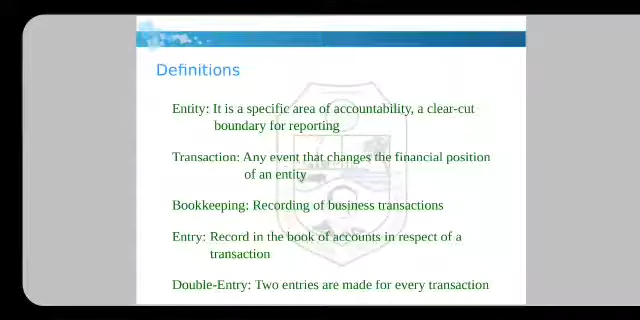 Definitions
Entity: It is a specific area of accountability, a clear-cut
boundary for reporting
Transaction: Any event that changes the financial position
of an entity
Bookkeeping: Recording of business transactions
Entry: Record in the book of accounts in respect of a
transaction
Double-Entry: Two entries are made for every transaction